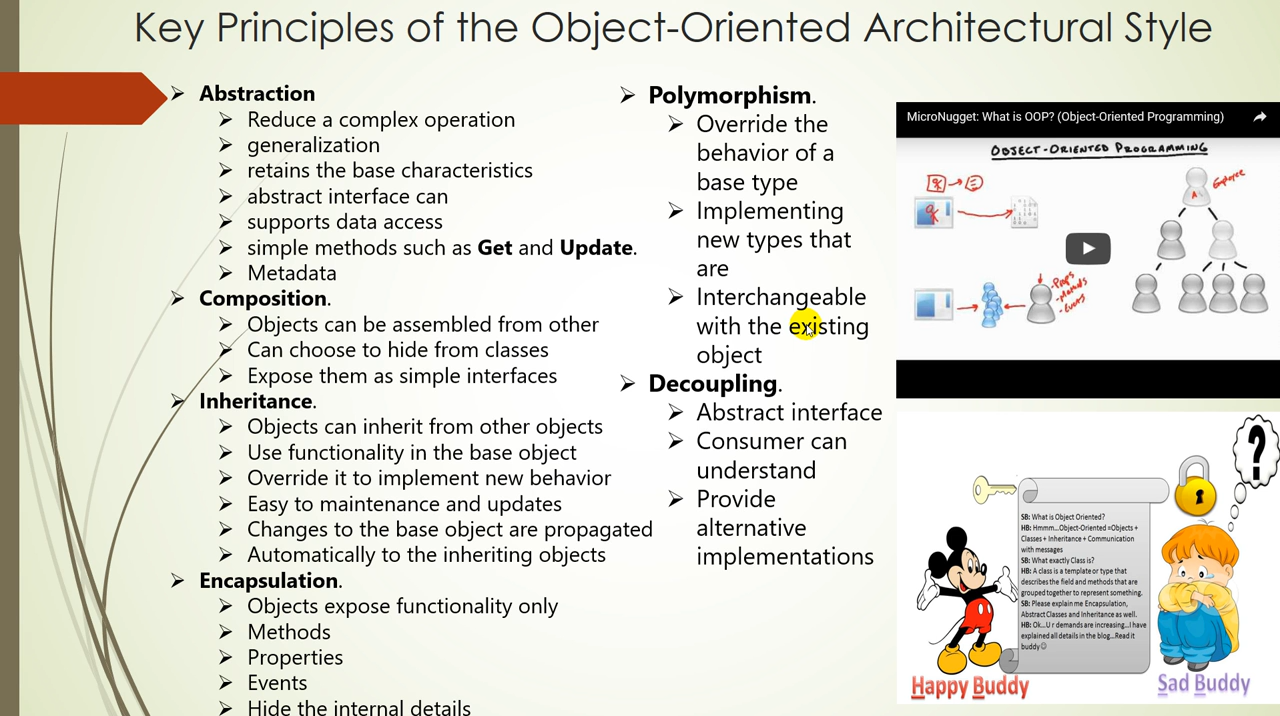 Key Principles of the Object-Oriented Architectural Style
➢ Abstraction
➢ Reduce a complex operation
➢ generalization
➢ retains the base characteristics
➢ abstract interface can
➢ supports data access
➢ simple methods such as Get and Update.
➢ Metadata
➢ Composition.
➢ Objects can be assembled from other
➢ Can choose to hide from classes
➢ Expose them as simple interfaces
➢ Inheritance.
➢ Objects can inherit from other objects
➢ Use functionality in the base object
➢ Override it to implement new behavior
➢ Easy to maintenance and updates
➢ Changes to the base object are propagated
➢ Automatically to the inheriting objects
➢ Encapsulation.
➢ Objects expose functionality only
➢ Methods
➢ Properties
➢ Events
➢ Hide the internal details
➢ Polymorphism.
➢ Override the
behavior of a
base type
➢ Implementing
new types that
are
➢ Interchangeable
with the existing
object
➢ Decoupling.
➢ Abstract interface
➢ Consumer can
understand
➢ Provide
alternative
implementations
MicroNugget: What is OOP? (Object-Oriented Programming)
OBJECT-ORIENTED PROGRAMMING
Employee
-Props
-Methods
-Events
?
SB: What is Object Oriented?
HB: Hmmm...Object-Oriented =Objects +
Classes + Inheritance + Communication
with messages
SB: What exactly Class is?
HB: A class is a template or type that
describes the field and methods that are
grouped together to represent something.
SB: Please explain me Encapsulation,
Abstract Classes and Inheritance as well.
HB: Ok...U r demands are increasing...I have
explained all details in the blog...Read it
buddy☺
Happy Buddy
Sad Buddy